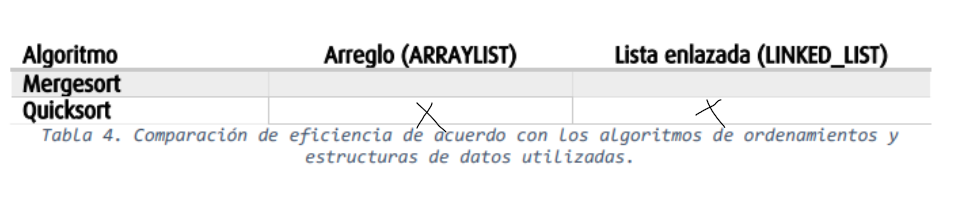 Algoritmo Arreglo (ARRAYLIST) Lista enlazada (LINKED_LIST)
Mergesort
Quicksort X X
Tabla 4. Comparación de eficiencia de acuerdo con los algoritmos de ordenamientos y
estructuras de datos utilizadas.